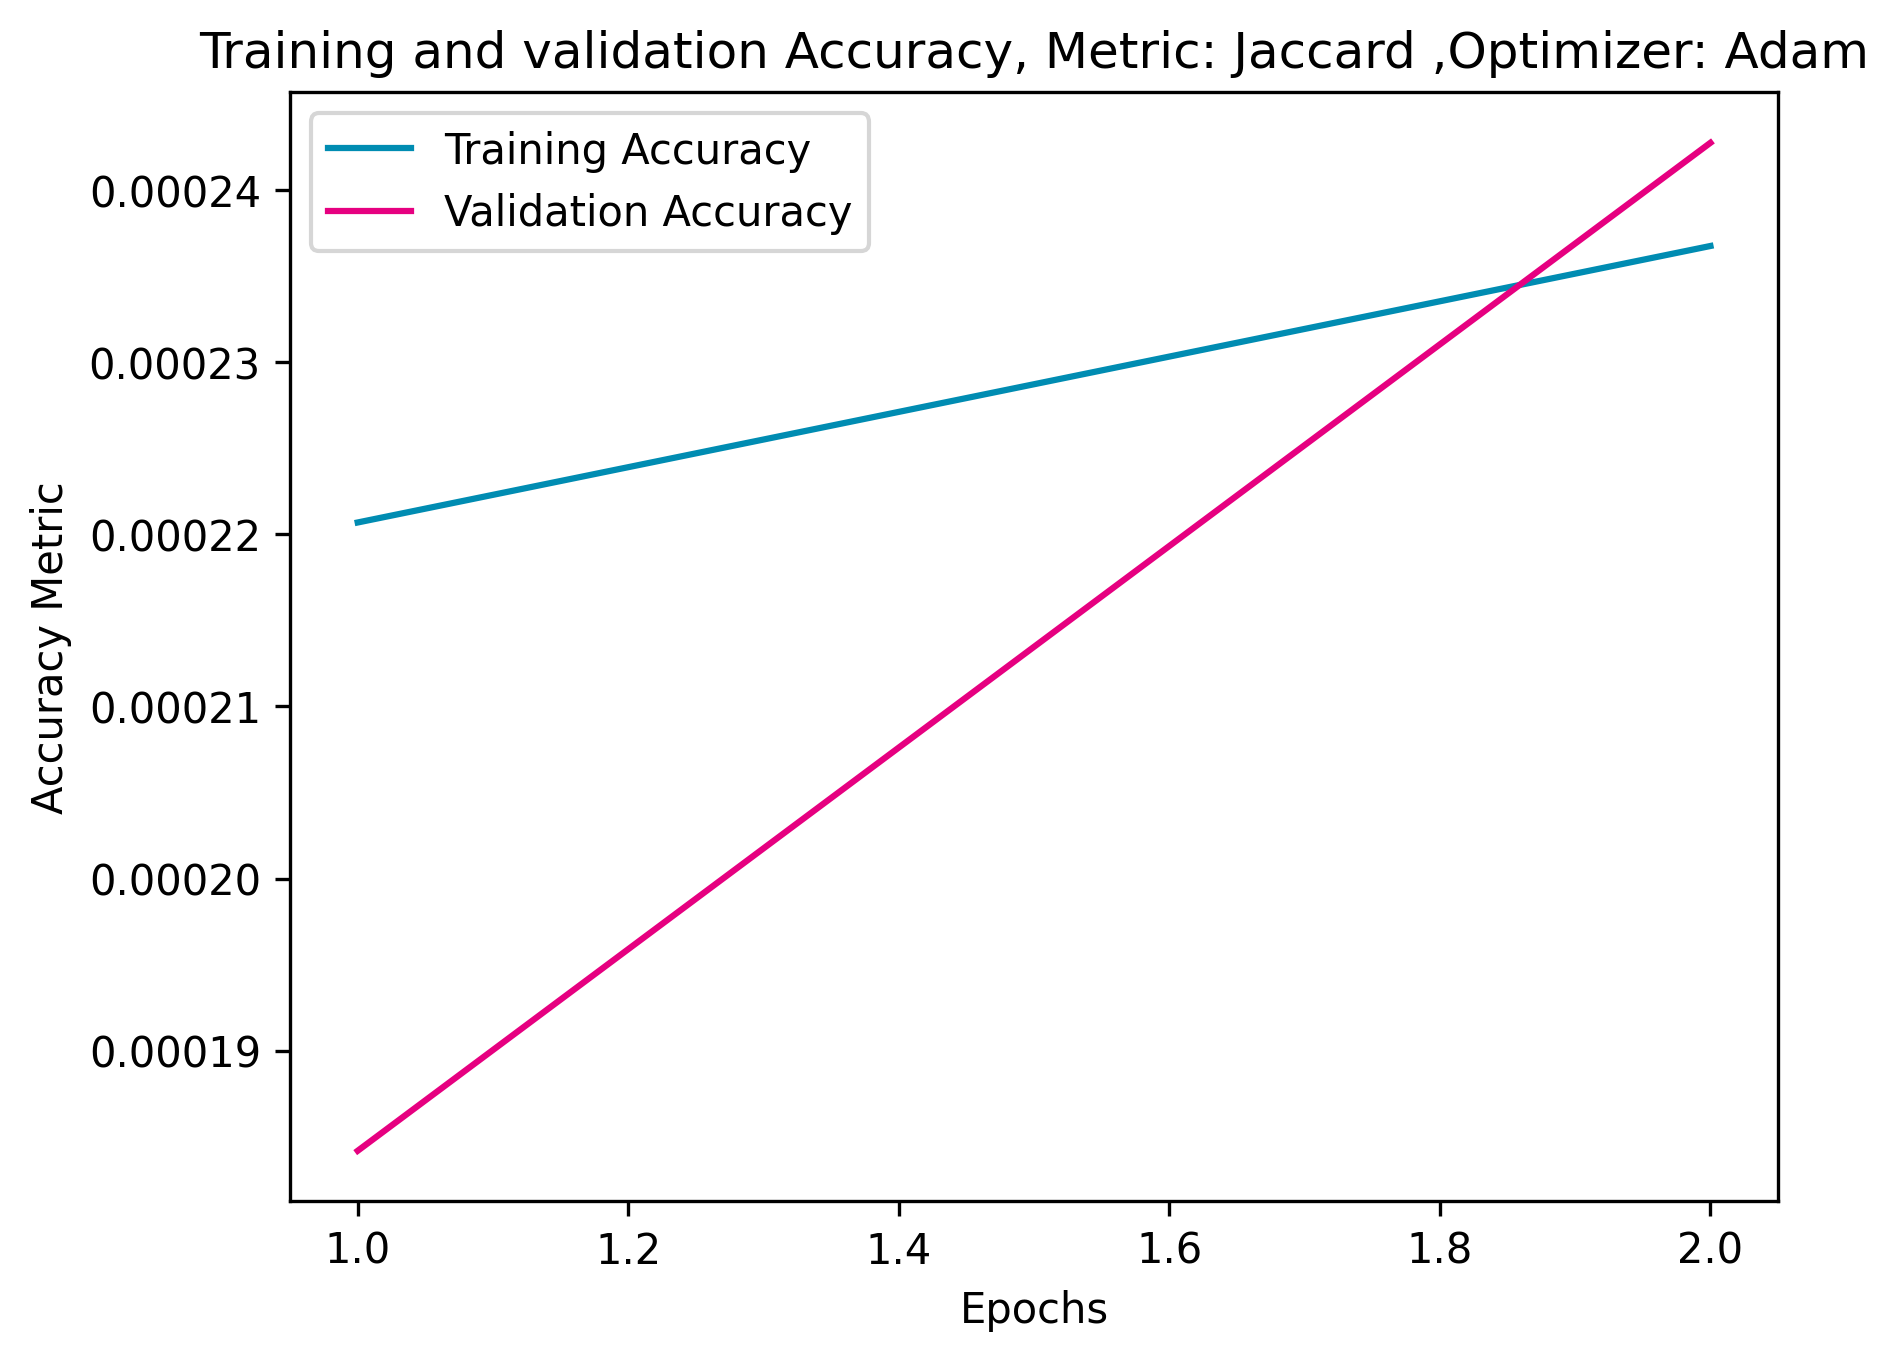 Training and validation Accuracy, Metric: Jaccard ,Optimizer: Adam
Training Accuracy
Validation Accuracy
0.00024
0.00023
0.00022
0.00021
0.00020
0.00019
Accuracy Metric
1.0 1.2 1.4 1.6 1.8 2.0
Epochs